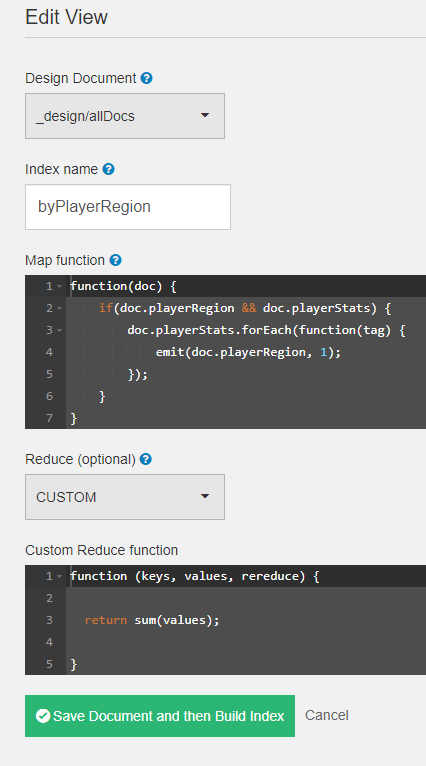 Edit View
Design Document ?
_design/allDocs
Index name ?
byPlayerRegion
Map function ?
1 function(doc) {
2     if(doc.playerRegion && doc.playerStats) {
3         doc.playerStats.forEach(function(tag) {
4             emit(doc.playerRegion, 1);
5         });
6     }
7 }
Reduce (optional) ?
CUSTOM
Custom Reduce function
1 function (keys, values, rereduce) {
2
3   return sum(values);
4
5 }
Save Document and then Build Index Cancel